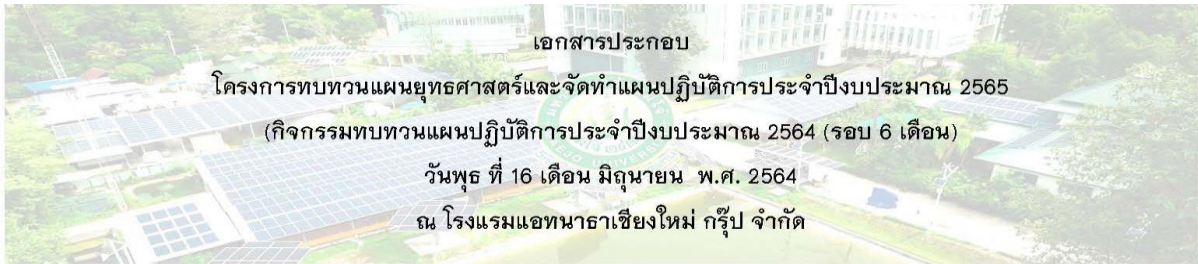 เอกสารประกอบ
โครงการทบทวนแผนยุทธศาสตร์และจัดทำแผนปฏิบัติการประจำปีงบประมาณ 2565
(กิจกรรมทบทวนแผนปฏิบัติการประจำปีงบประมาณ 2564 (รอบ 6 เดือน)
วันพุธ ที่ 16 เดือน มิถุนายน พ.ศ. 2564
ณ โรงแรมแอทนาธาเชียงใหม่ กรุ๊ป จำกัด